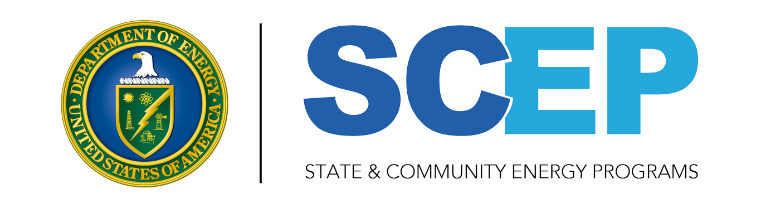 DEPARTMENT OF ENERGY
UNITED STATES OF AMERICA
SCEP
STATE & COMMUNITY ENERGY PROGRAMS